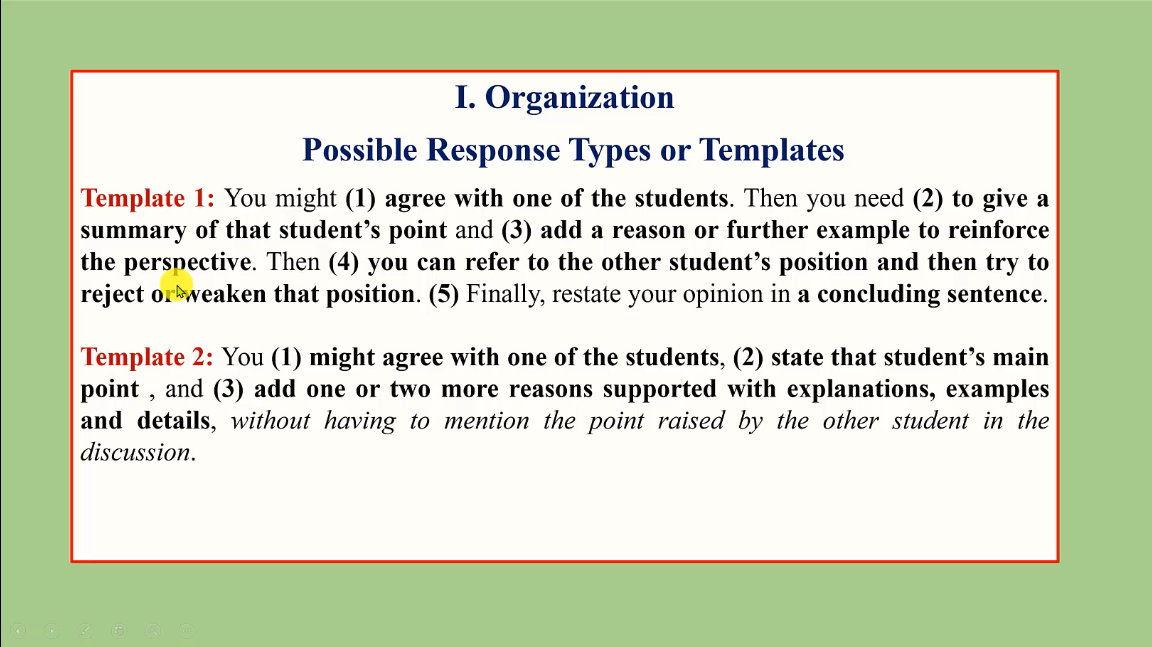 I. Organization
Possible Response Types or Templates
Template 1: You might (1) agree with one of the students. Then you need (2) to give a
summary of that student’s point and (3) add a reason or further example to reinforce
the perspective. Then (4) you can refer to the other student’s position and then try to
reject or weaken that position. (5) Finally, restate your opinion in a concluding sentence.
Template 2: You (1) might agree with one of the students, (2) state that student’s main
point , and (3) add one or two more reasons supported with explanations, examples
and details, without having to mention the point raised by the other student in the
discussion.